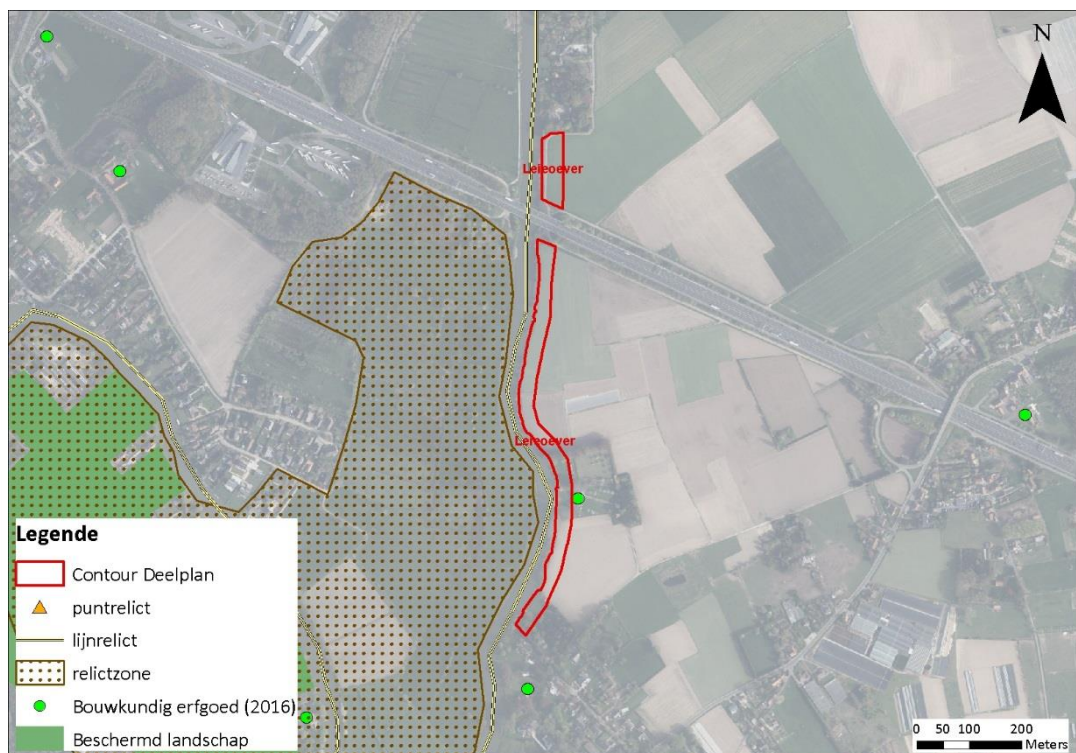 N
Leieoever
Leieoever
Legende
Contour Deelplan
puntrelict
lijnrelict
relictzone
Bouwkundig erfgoed (2016)
Beschermd landschap
0 50 100 200
Meters